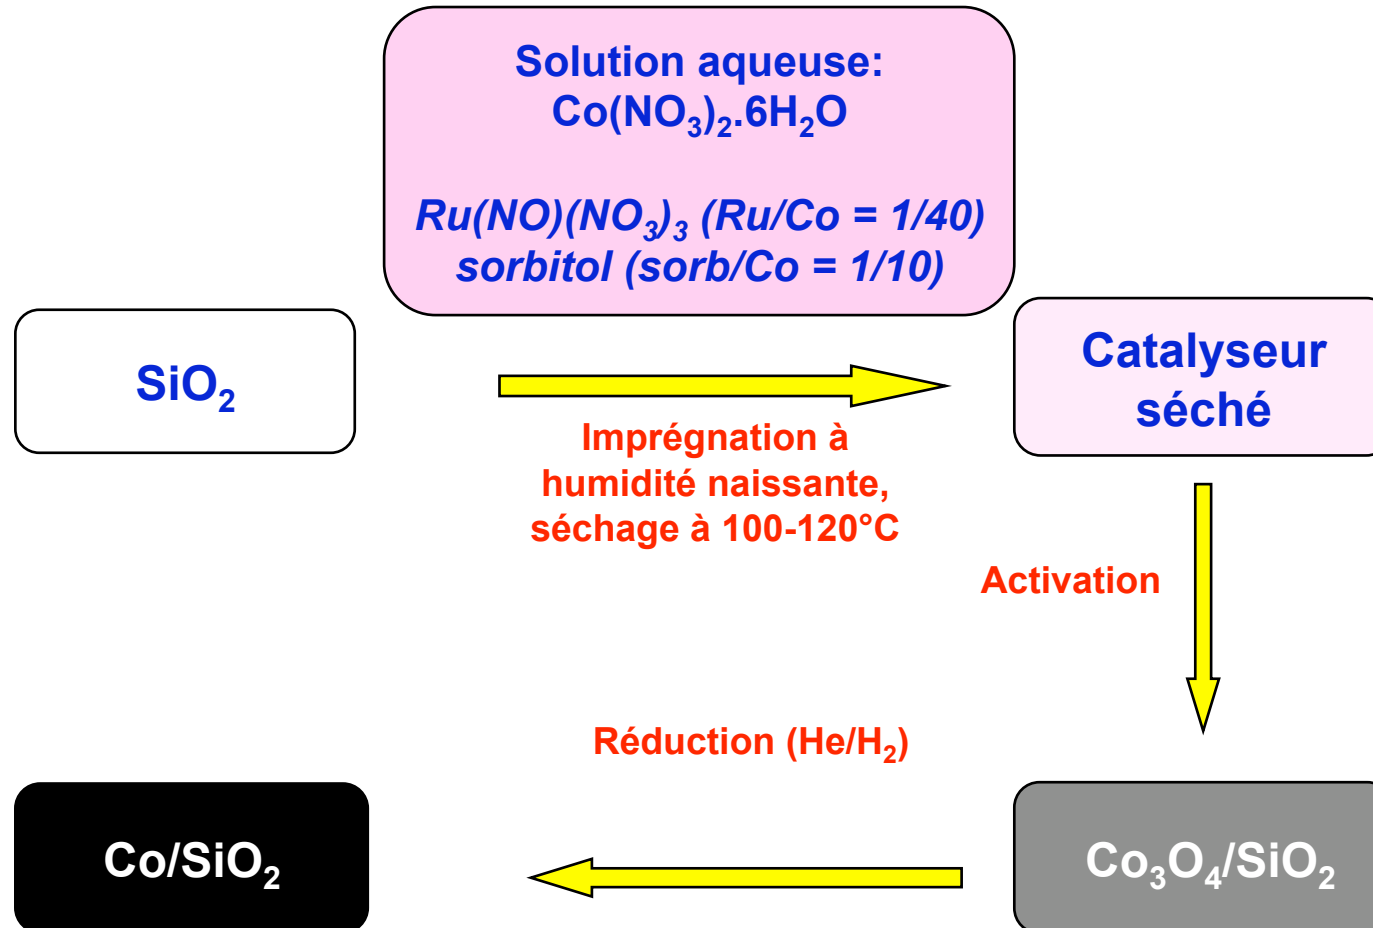 Solution aqueuse:
Co(NO₃)₂.6H₂O
Ru(NO)(NO₃)₃ (Ru/Co = 1/40)
sorbitol (sorb/Co = 1/10)
SiO₂
Imprégnation à
humidité naissante,
séchage à 100-120°C
Catalyseur
séché
Activation
Réduction (He/H₂)
Co/SiO₂
Co₃O₄/SiO₂